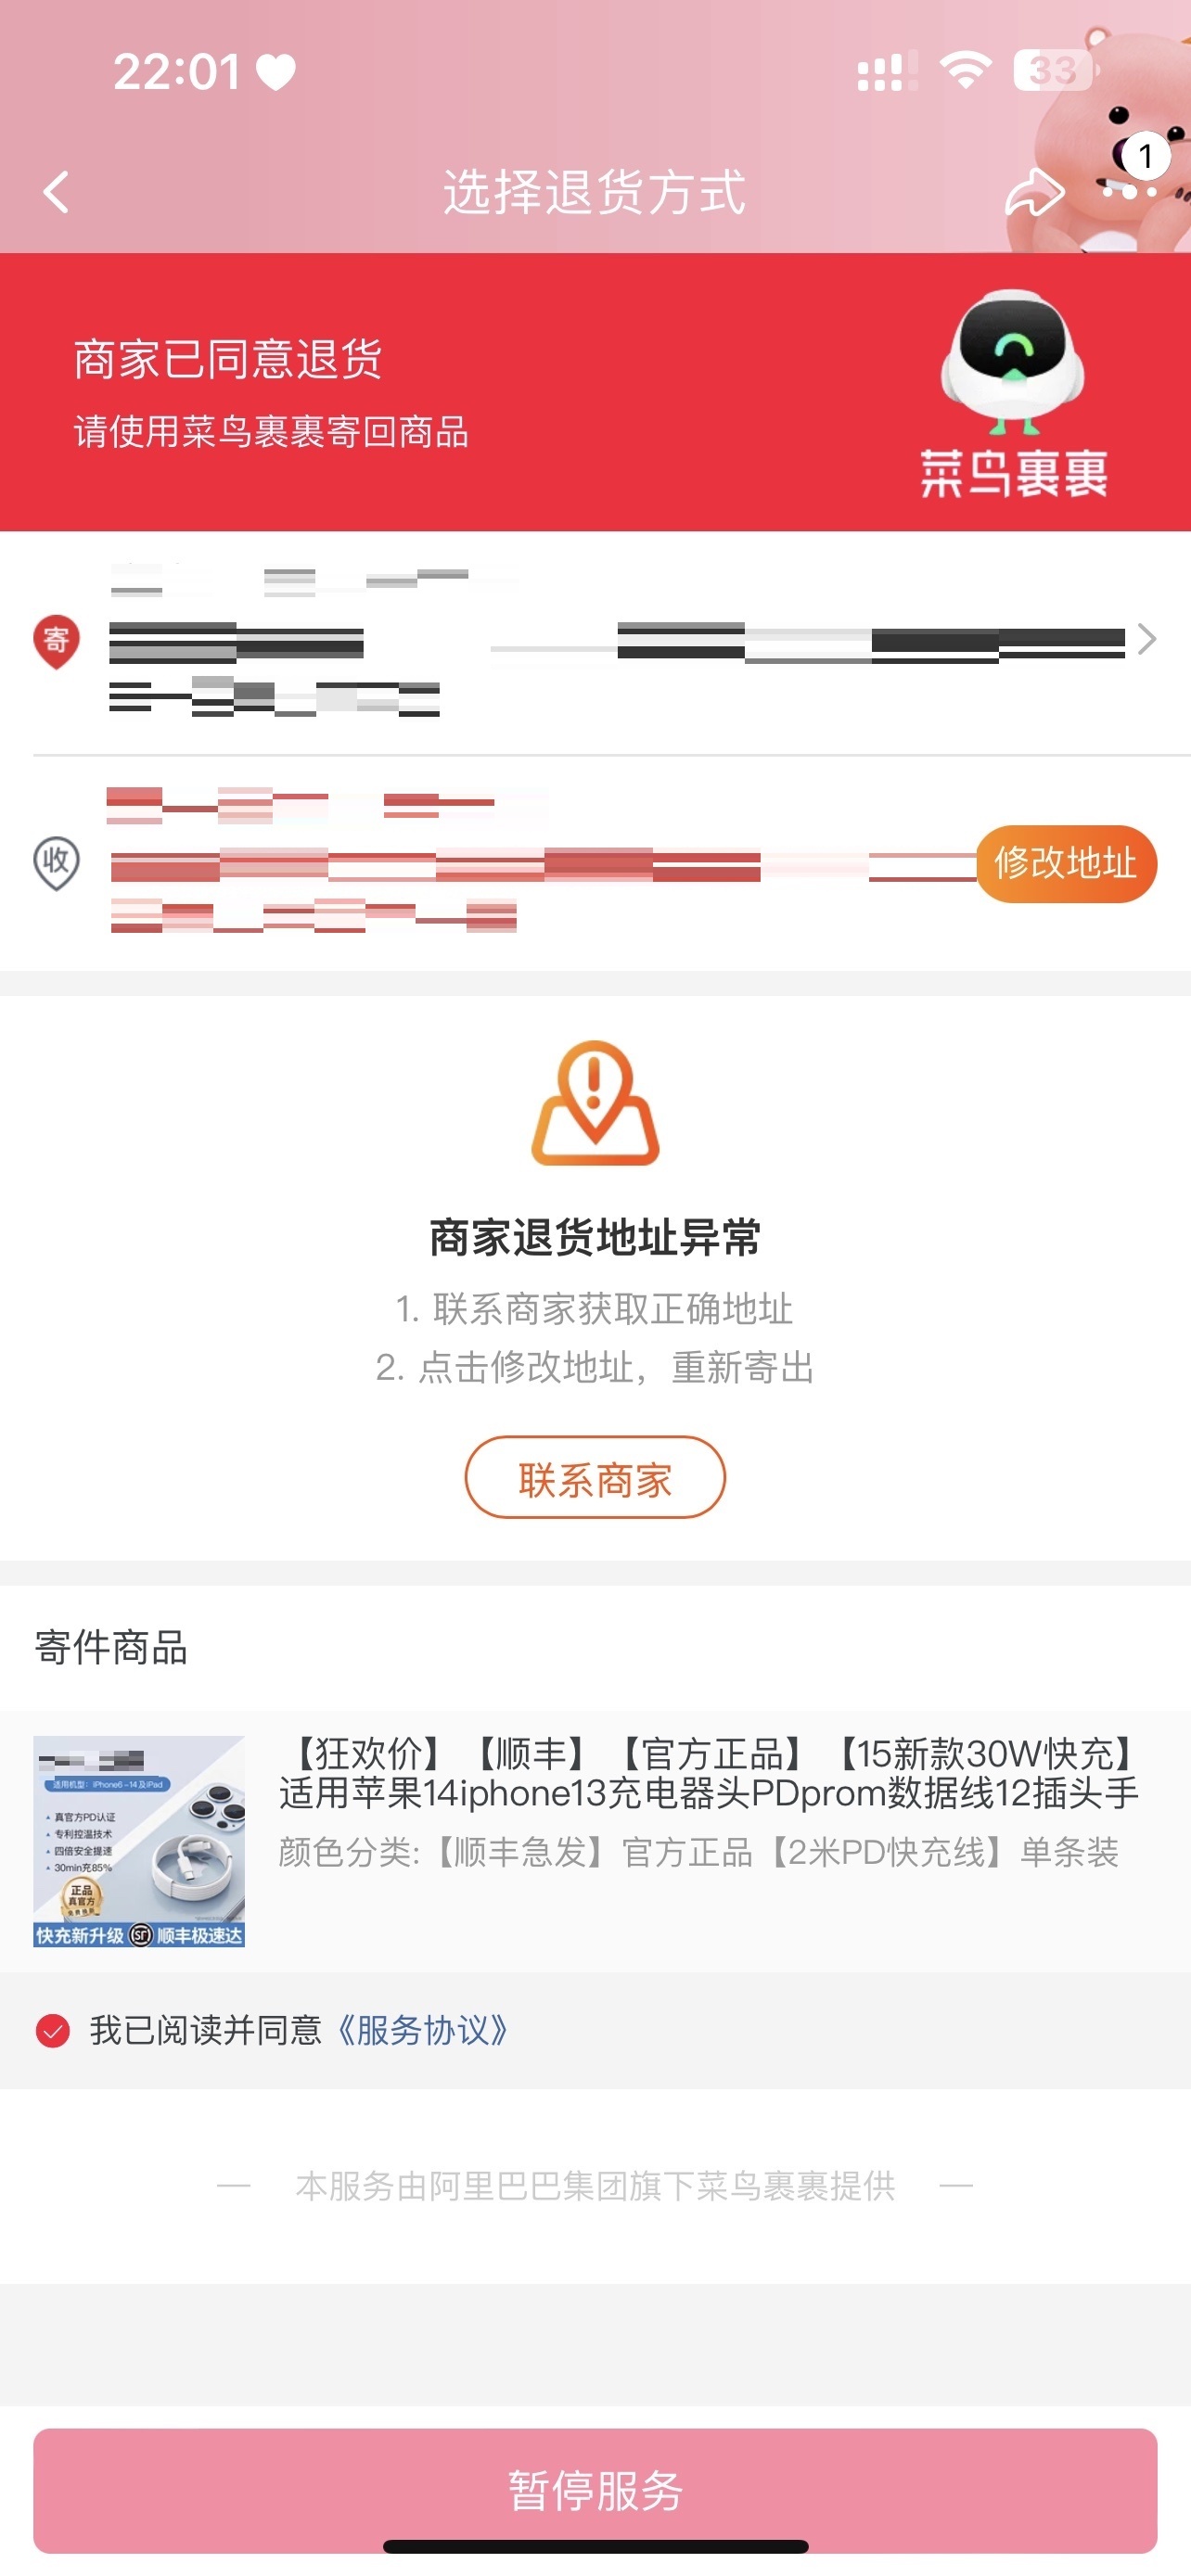 22:01
33
1
选择退货方式
商家已同意退货
请使用菜鸟裹裹寄回商品
菜鸟裹裹
寄
收
修改地址
商家退货地址异常
1. 联系商家获取正确地址
2. 点击修改地址，重新寄出
联系商家
寄件商品
【狂欢价】【顺丰】【官方正品】【15新款30W快充】
适用苹果14iphone13充电器头PDprom数据线12插头手
颜色分类:【顺丰急发】官方正品【2米PD快充线】单条装
适用机型：iPhone6 -14及iPad
真官方PD认证
专利控温技术
四倍安全提速
30min充85%
正品
真官方
快充新升级 SF 顺丰极速达
我已阅读并同意《服务协议》
本服务由阿里巴巴集团旗下菜鸟裹裹提供
暂停服务